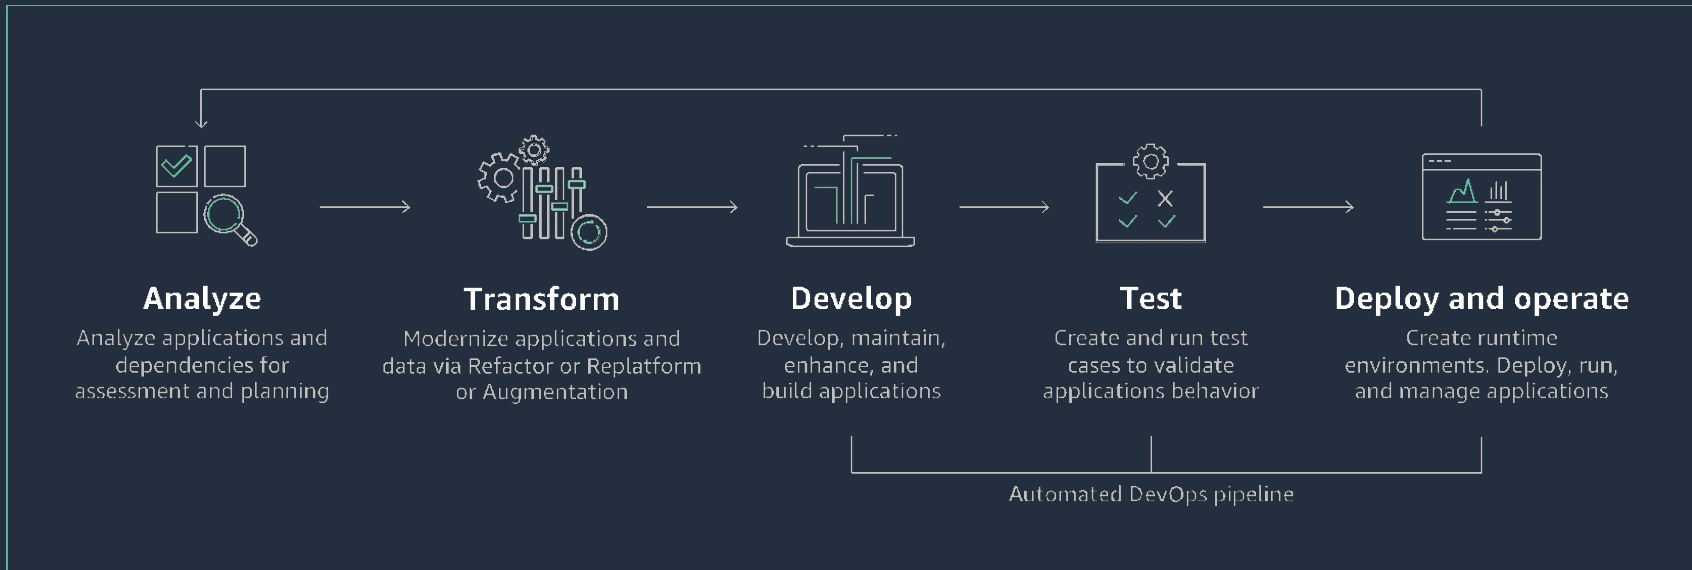 Analyze
Analyze applications and
dependencies for
assessment and planning
Transform
Modernize applications and
data via Refactor or Replatform
or Augmentation
Develop
Develop, maintain,
enhance, and
build applications
Test
Create and run test
cases to validate
applications behavior
Deploy and operate
Create runtime
environments. Deploy, run,
and manage applications
Automated DevOps pipeline